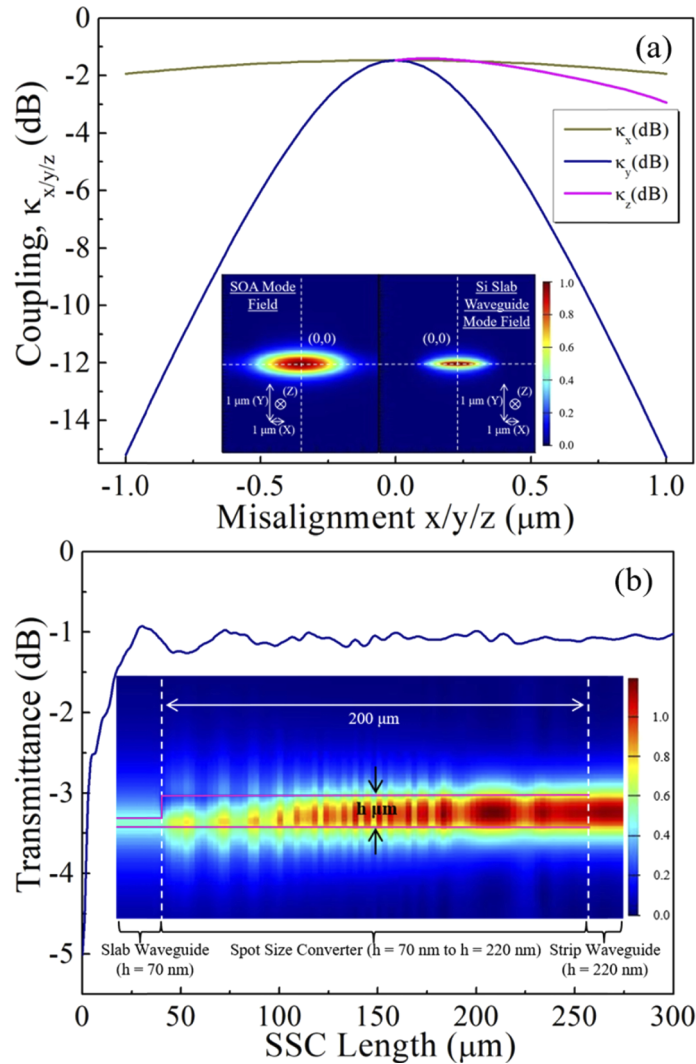 (a)
Coupling, κx/y/z (dB)
0
-2
-4
-6
-8
-10
-12
-14
κx(dB)
κy(dB)
κz(dB)
SOA Mode
Field
(0,0)
1 μm (Y)
(Z)
1 μm (X)
Si Slab
Waveguide
Mode Field
(0,0)
1 μm (Y)
(Z)
1 μm (X)
1.0
0.8
0.6
0.4
0.2
0.0
-1.0 -0.5 0.0 0.5 1.0
Misalignment x/y/z (μm)
(b)
Transmittance (dB)
0
-1
-2
-3
-4
-5
200 μm
h μm
1.0
0.8
0.6
0.4
0.2
0.0
Slab Waveguide
(h = 70 nm)
Spot Size Converter (h = 70 nm to h = 220 nm)
Strip Waveguide
(h = 220 nm)
0 50 100 150 200 250 300
SSC Length (μm)